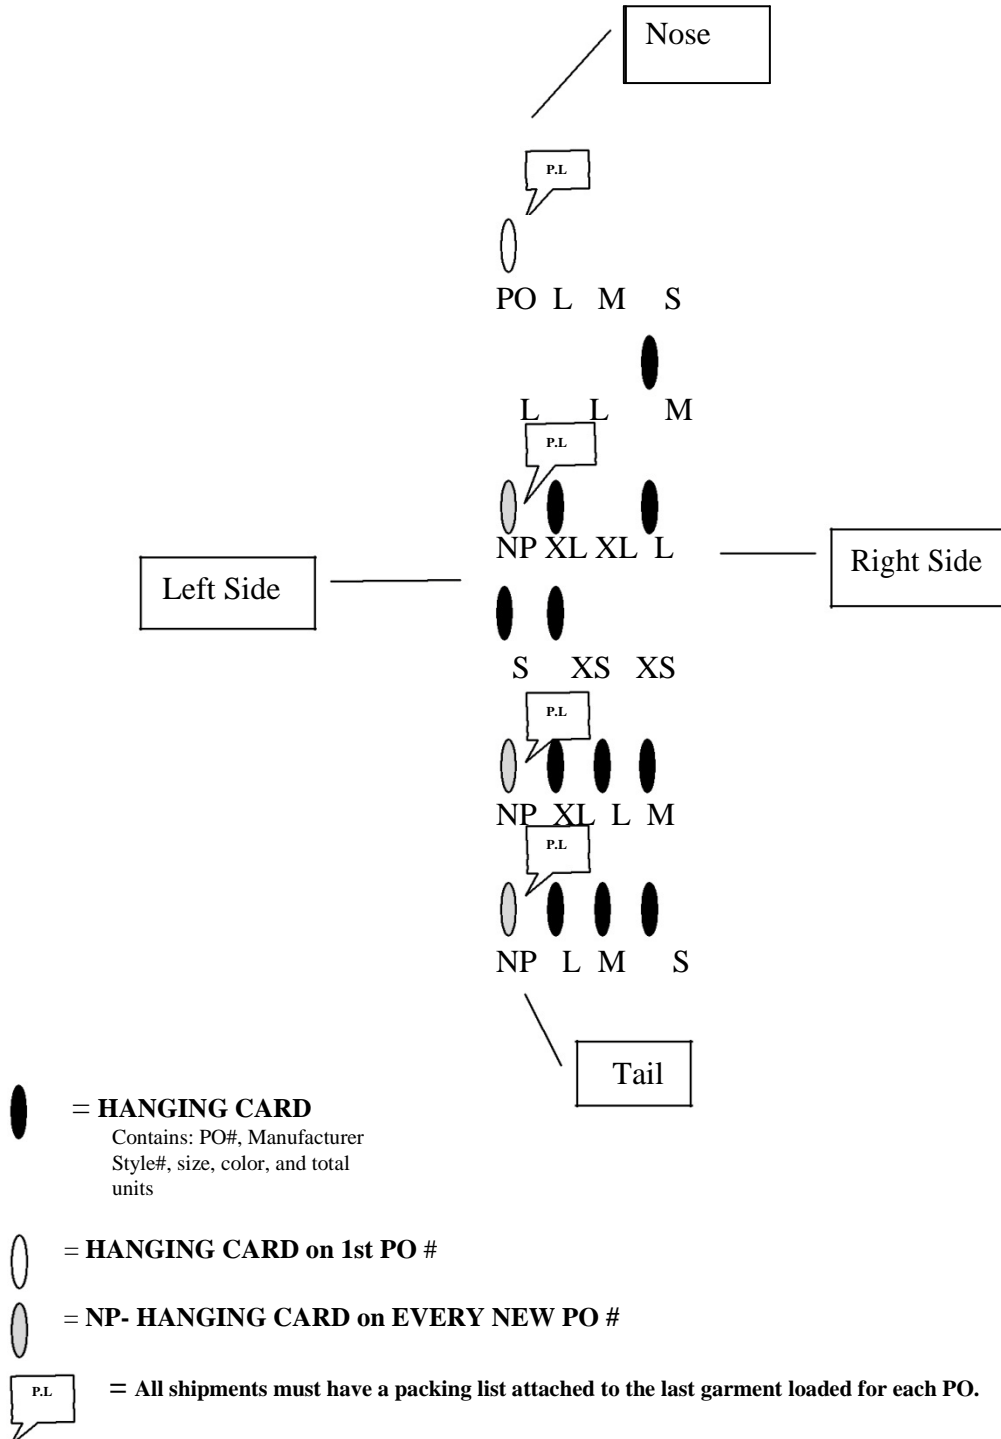 Nose
P.L
PO L M S
L L M
P.L
NP XL XL L
Right Side
Left Side
S XS XS
P.L
NP XL L M
P.L
NP L M S
Tail
= HANGING CARD
Contains: PO#, Manufacturer
Style#, size, color, and total
units
= HANGING CARD on 1st PO #
= NP- HANGING CARD on EVERY NEW PO #
P.L = All shipments must have a packing list attached to the last garment loaded for each PO.